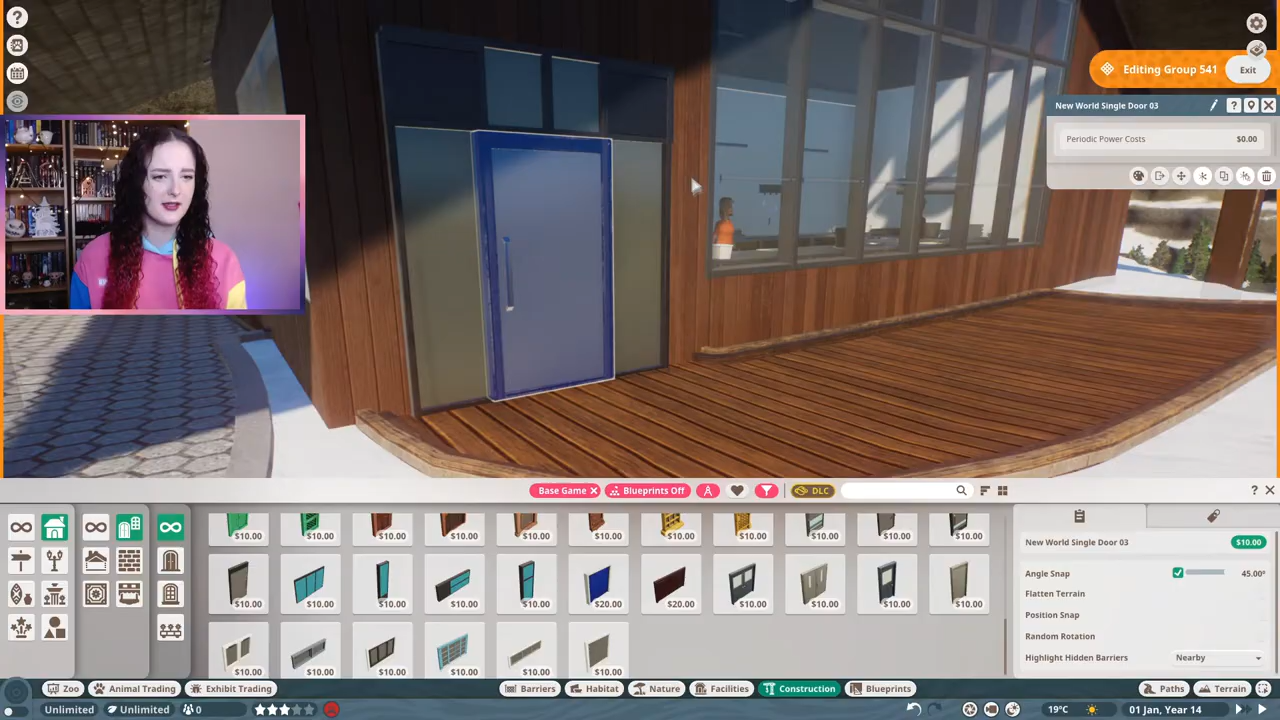 ?
Editing Group 541
Exit
New World Single Door 03
?
Periodic Power Costs
$0.00
Base Game
Blueprints Off
DLC
?
$10.00 $10.00 $10.00 $10.00 $10.00 $10.00 $10.00 $10.00 $10.00 $10.00 $10.00
$10.00 $10.00 $10.00 $10.00 $10.00 $20.00 $20.00 $10.00 $10.00 $10.00 $10.00
$10.00 $10.00 $10.00 $10.00 $10.00 $10.00
New World Single Door 03
$10.00
Angle Snap
45.00°
Flatten Terrain
Position Snap
Random Rotation
Highlight Hidden Barriers
Nearby
Zoo
Animal Trading
Exhibit Trading
Barriers
Habitat
Nature
Facilities
Construction
Blueprints
Paths
Terrain
Unlimited
Unlimited
0
19°C
01 Jan, Year 14